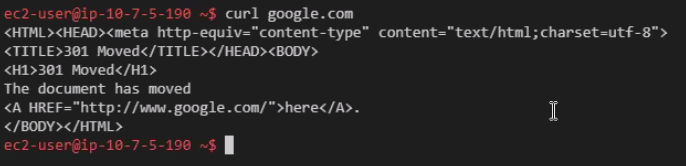 ec2-user@ip-10-7-5-190 ~$ curl google.com
<HTML><HEAD><meta http-equiv="content-type" content="text/html;charset=utf-8">
<TITLE>301 Moved</TITLE></HEAD><BODY>
<H1>301 Moved</H1>
The document has moved
<A HREF="http://www.google.com/">here</A>.
</BODY></HTML>
ec2-user@ip-10-7-5-190 ~$